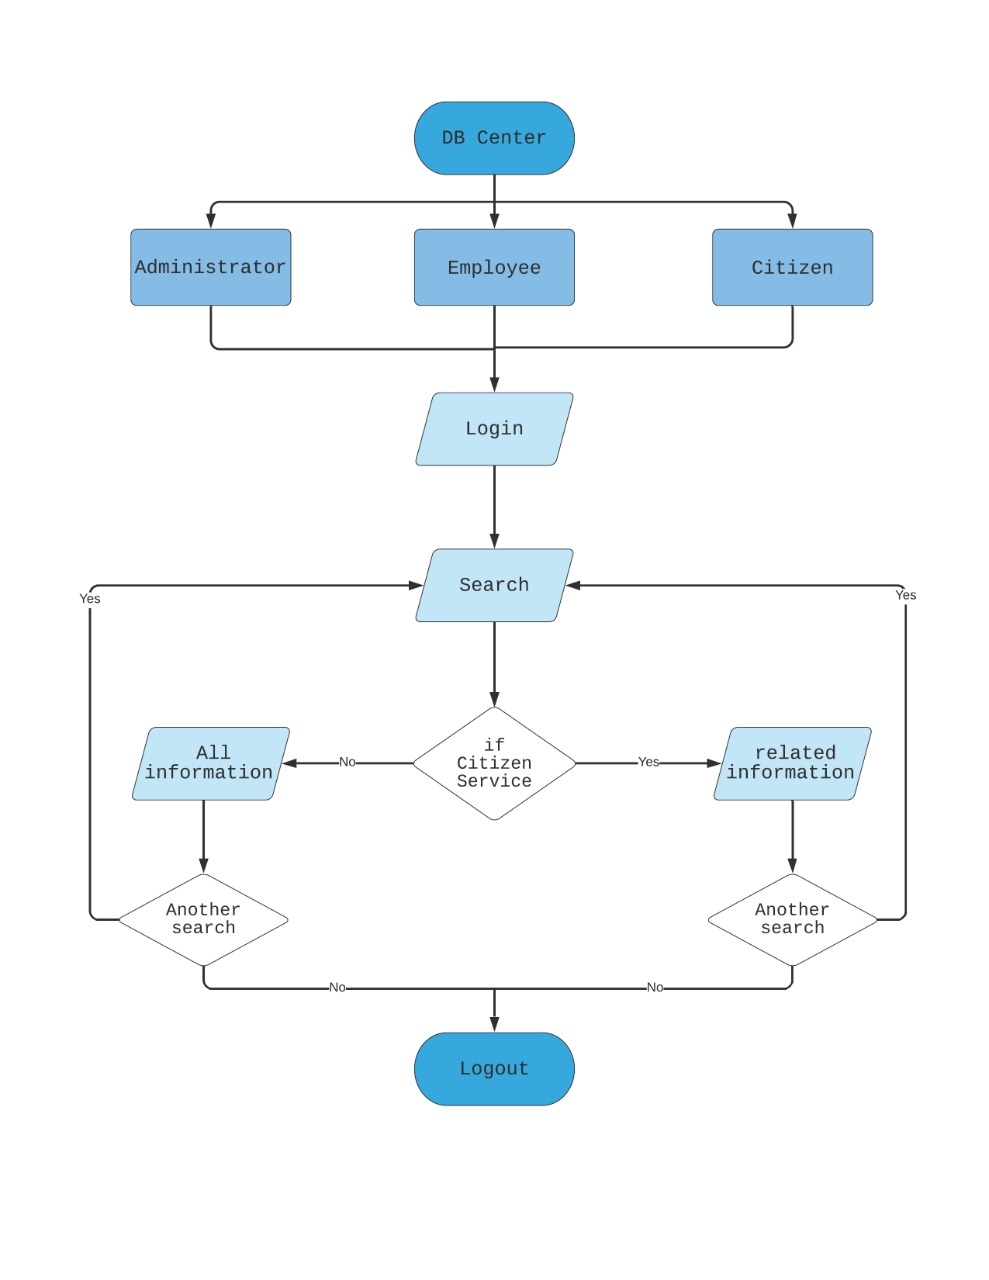 DB Center
Administrator
Employee
Citizen
Login
Search
Yes
Yes
if
Citizen
Service
No
Yes
All
information
related
information
Another
search
Another
search
No
No
Logout